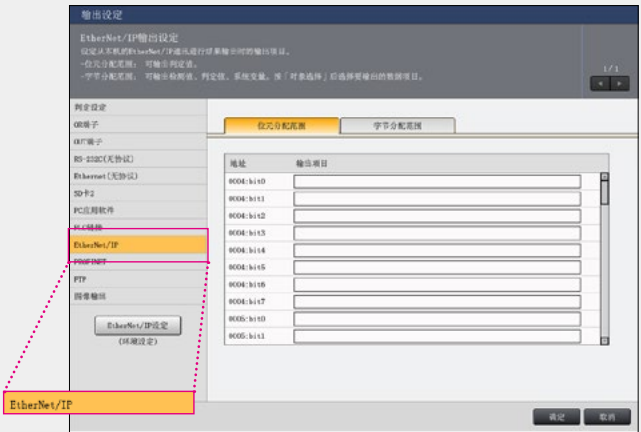 输出设定
EtherNet/IP输出设定
设定从本机的EtherNet/IP通讯进行结果输出时的输出项目。
-位元分配范围: 可输出判定值。
-字节分配范围: 可输出检测值、判定值、系统变量。按「对象选择」后选择要输出的数据项目。
1/1
判定设定
OR端子
OUT端子
RS-232C(无协议)
Ethernet(无协议)
SD卡2
PC应用软件
PLC链接
EtherNet/IP
PROFINET
FTP
图像输出
EtherNet/IP设定
(环境设定)
位元分配范围
字节分配范围
地址 输出项目
0004:bit0
0004:bit1
0004:bit2
0004:bit3
0004:bit4
0004:bit5
0004:bit6
0004:bit7
0005:bit0
0005:bit1
EtherNet/IP
确定
取消